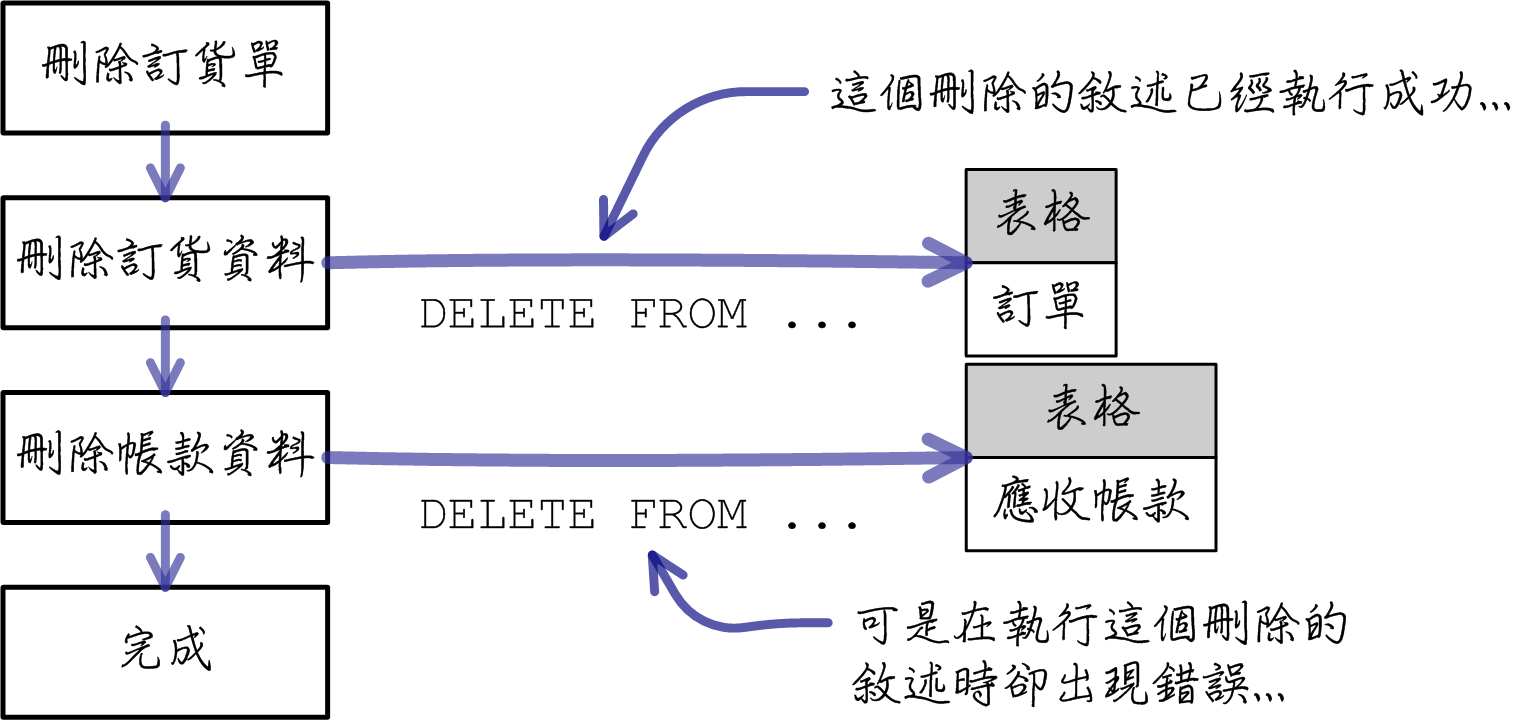 刪除訂貨單
這個刪除的敘述已經執行成功...
表格
刪除訂貨資料
訂單
DELETE FROM ...
表格
刪除帳款資料
應收帳款
DELETE FROM ...
完成
可是在執行這個刪除的
敘述時卻出現錯誤...